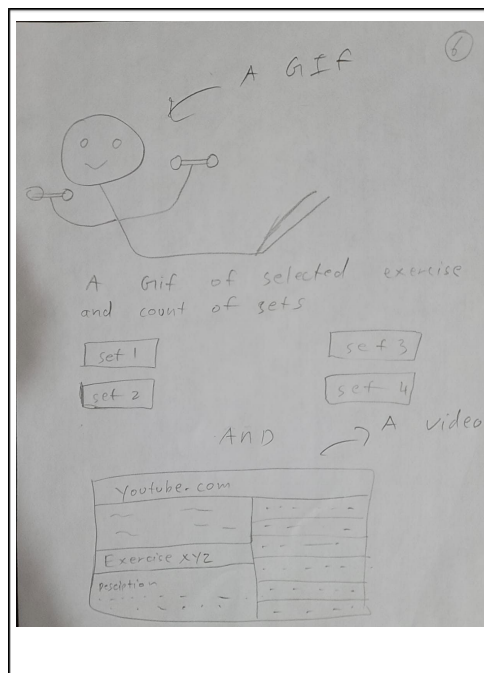 6
A GIF
A Gif of selected exercise
and count of sets
set 1
set 3
set 2
set 4
AND
A video
Youtube.com
Exercise xyz
Desciption